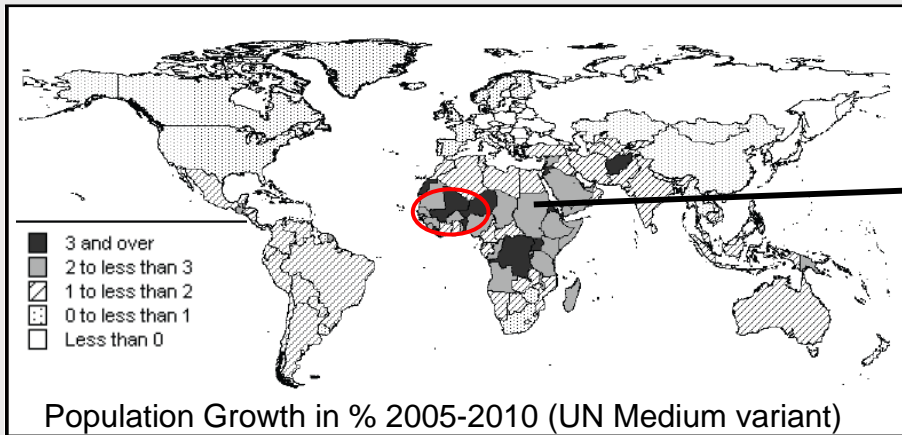 3 and over
2 to less than 3
1 to less than 2
0 to less than 1
Less than 0
Population Growth in % 2005-2010 (UN Medium variant)